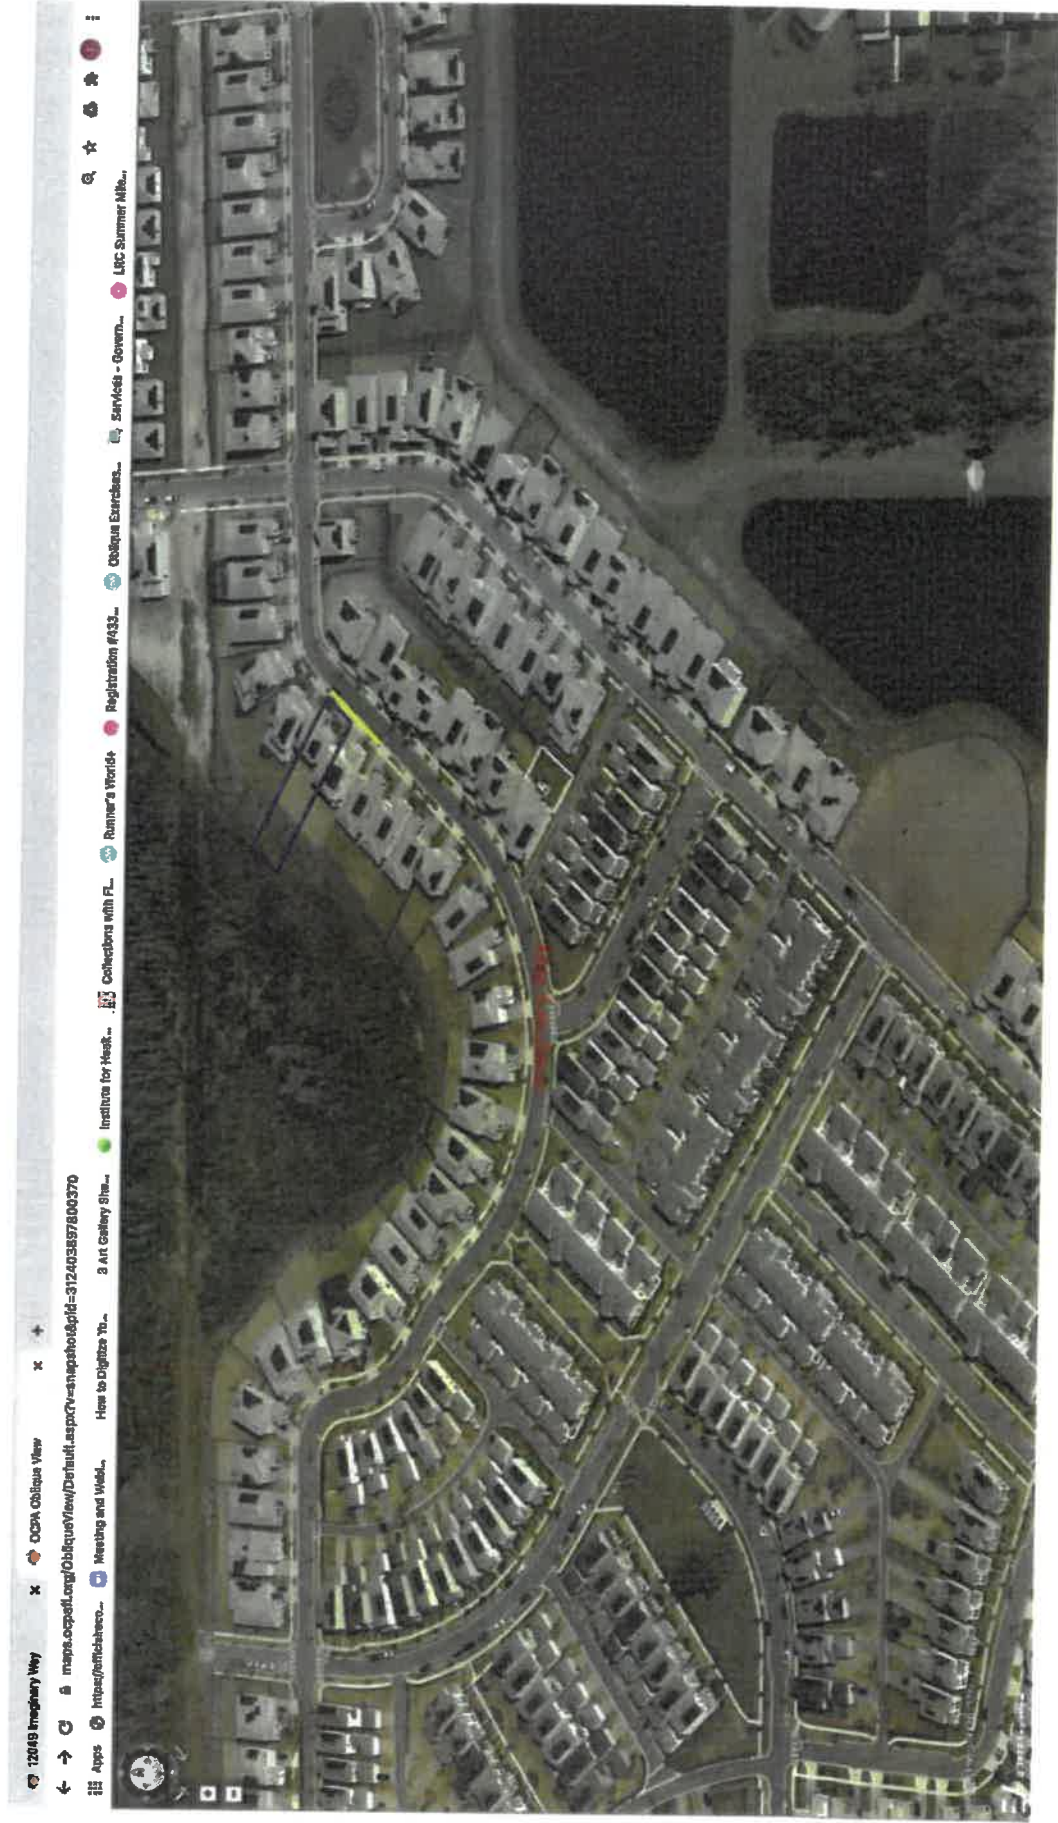 12049 Imaginary Way × OCPA Oblique View × +
maps.ocpafl.org/ObliqueView/Default.aspx?v=snapshot&pid=312403897800370
Apps https://officialreco... Meeting and Webi... How to Digitize Yo... 3 Art Gallery Sha... Institute for Healt... Collections with FL... Runner's World+ Registration #433... Oblique Exercises... Services - Govern... LRC Summer Mile...